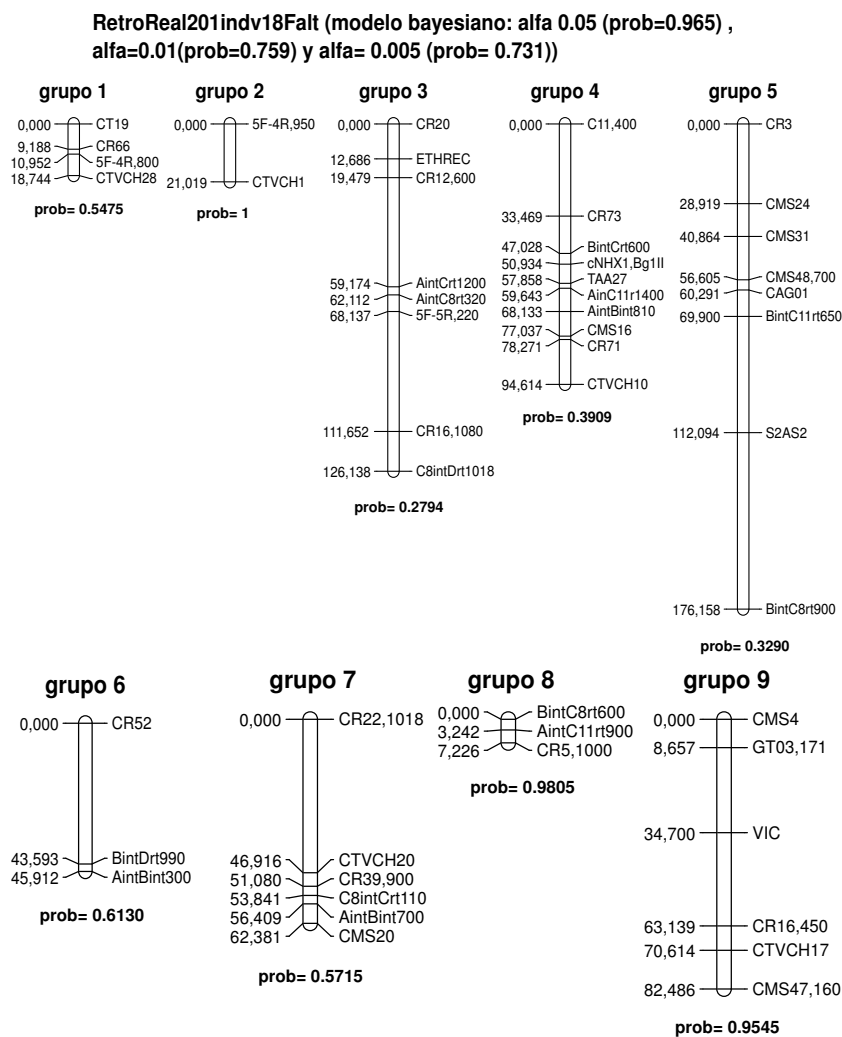 RetroReal201indv18Falt (modelo bayesiano: alfa 0.05 (prob=0.965) ,
alfa=0.01(prob=0.759) y alfa= 0.005 (prob= 0.731))
grupo 1
0,000 CT19
9,188 CR66
10,952 5F-4R,800
18,744 CTVCH28
prob= 0.5475
grupo 2
0,000 5F-4R,950
21,019 CTVCH1
prob= 1
grupo 3
0,000 CR20
12,686 ETHREC
19,479 CR12,600
59,174 AintCrt1200
62,112 AintC8rt320
68,137 5F-5R,220
111,652 CR16,1080
126,138 C8intDrt1018
prob= 0.2794
grupo 4
0,000 C11,400
33,469 CR73
47,028 BintCrt600
50,934 cNHX1,Bg1II
57,858 TAA27
59,643 AinC11r1400
68,133 AintBint810
77,037 CMS16
78,271 CR71
94,614 CTVCH10
prob= 0.3909
grupo 5
0,000 CR3
28,919 CMS24
40,864 CMS31
56,605 CMS48,700
60,291 CAG01
69,900 BintC11rt650
112,094 S2AS2
176,158 BintC8rt900
prob= 0.3290
grupo 6
0,000 CR52
43,593 BintDrt990
45,912 AintBint300
prob= 0.6130
grupo 7
0,000 CR22,1018
46,916 CTVCH20
51,080 CR39,900
53,841 C8intCrt110
56,409 AintBint700
62,381 CMS20
prob= 0.5715
grupo 8
0,000 BintC8rt600
3,242 AintC11rt900
7,226 CR5,1000
prob= 0.9805
grupo 9
0,000 CMS4
8,657 GT03,171
34,700 VIC
63,139 CR16,450
70,614 CTVCH17
82,486 CMS47,160
prob= 0.9545